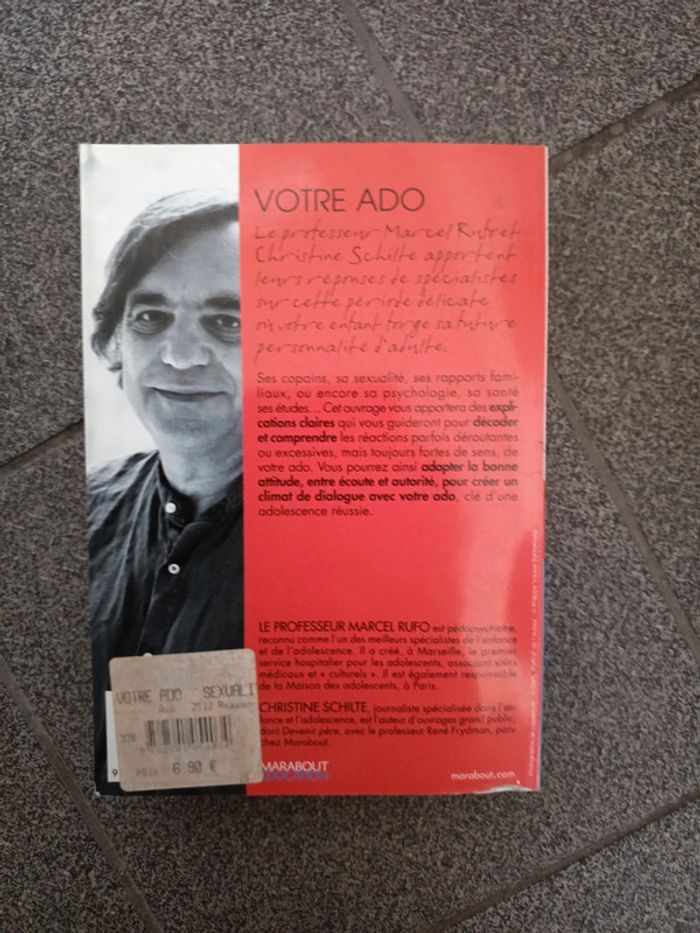 VOTRE ADO
Le professeur Marcel Rufo et
Christine Schilte apportent
leurs réponses de spécialistes
sur cette période délicate
où votre enfant forge sa future
personnalité d'adulte.
Ses copains, sa sexualité, ses rapports fami-
liaux, ou encore sa psychologie, sa santé
ses études... Cet ouvrage vous apportera des expli-
cations claires qui vous guideront pour décoder
et comprendre les réactions parfois déroutantes
ou excessives, mais toujours fortes de sens, de
votre ado. Vous pourrez ainsi adopter la bonne
attitude, entre écoute et autorité, pour créer un
climat de dialogue avec votre ado, clé d'une
adolescence réussie.
LE PROFESSEUR MARCEL RUFO est pédopsychiatre,
reconnu comme l'un des meilleurs spécialistes de l'enfance
et de l'adolescence. Il a créé, à Marseille, le premier
service hospitalier pour les adolescents, associant soins
médicaux et « culturels ». Il est également responsable
de la Maison des adolescents, à Paris.
CHRISTINE SCHILTE, journaliste spécialisée dans l'en-
fance et l'adolescence, est l'auteur d'ouvrages grand public,
dont Devenir père, avec le professeur René Frydman, paru
chez Marabout.
VOTRE ADO SEXUALI
2512
330
PRIX 6.90 €
9
MARABOUT
EDUCATION
marabout.com